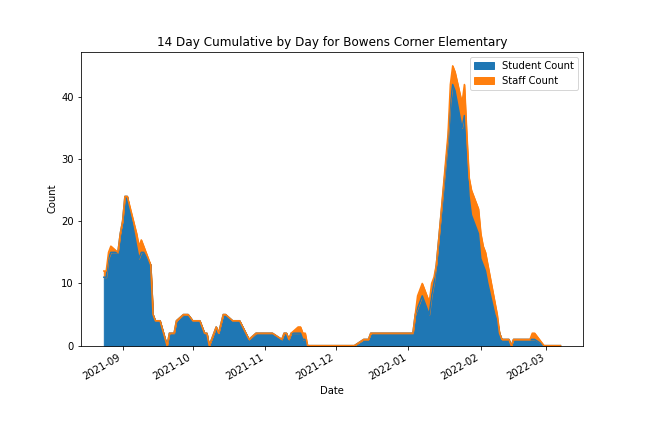 14 Day Cumulative by Day for Bowens Corner Elementary
Student Count
Staff Count
Count
40
30
20
10
0
2021-09
2021-10
2021-11
2021-12
2022-01
2022-02
2022-03
Date